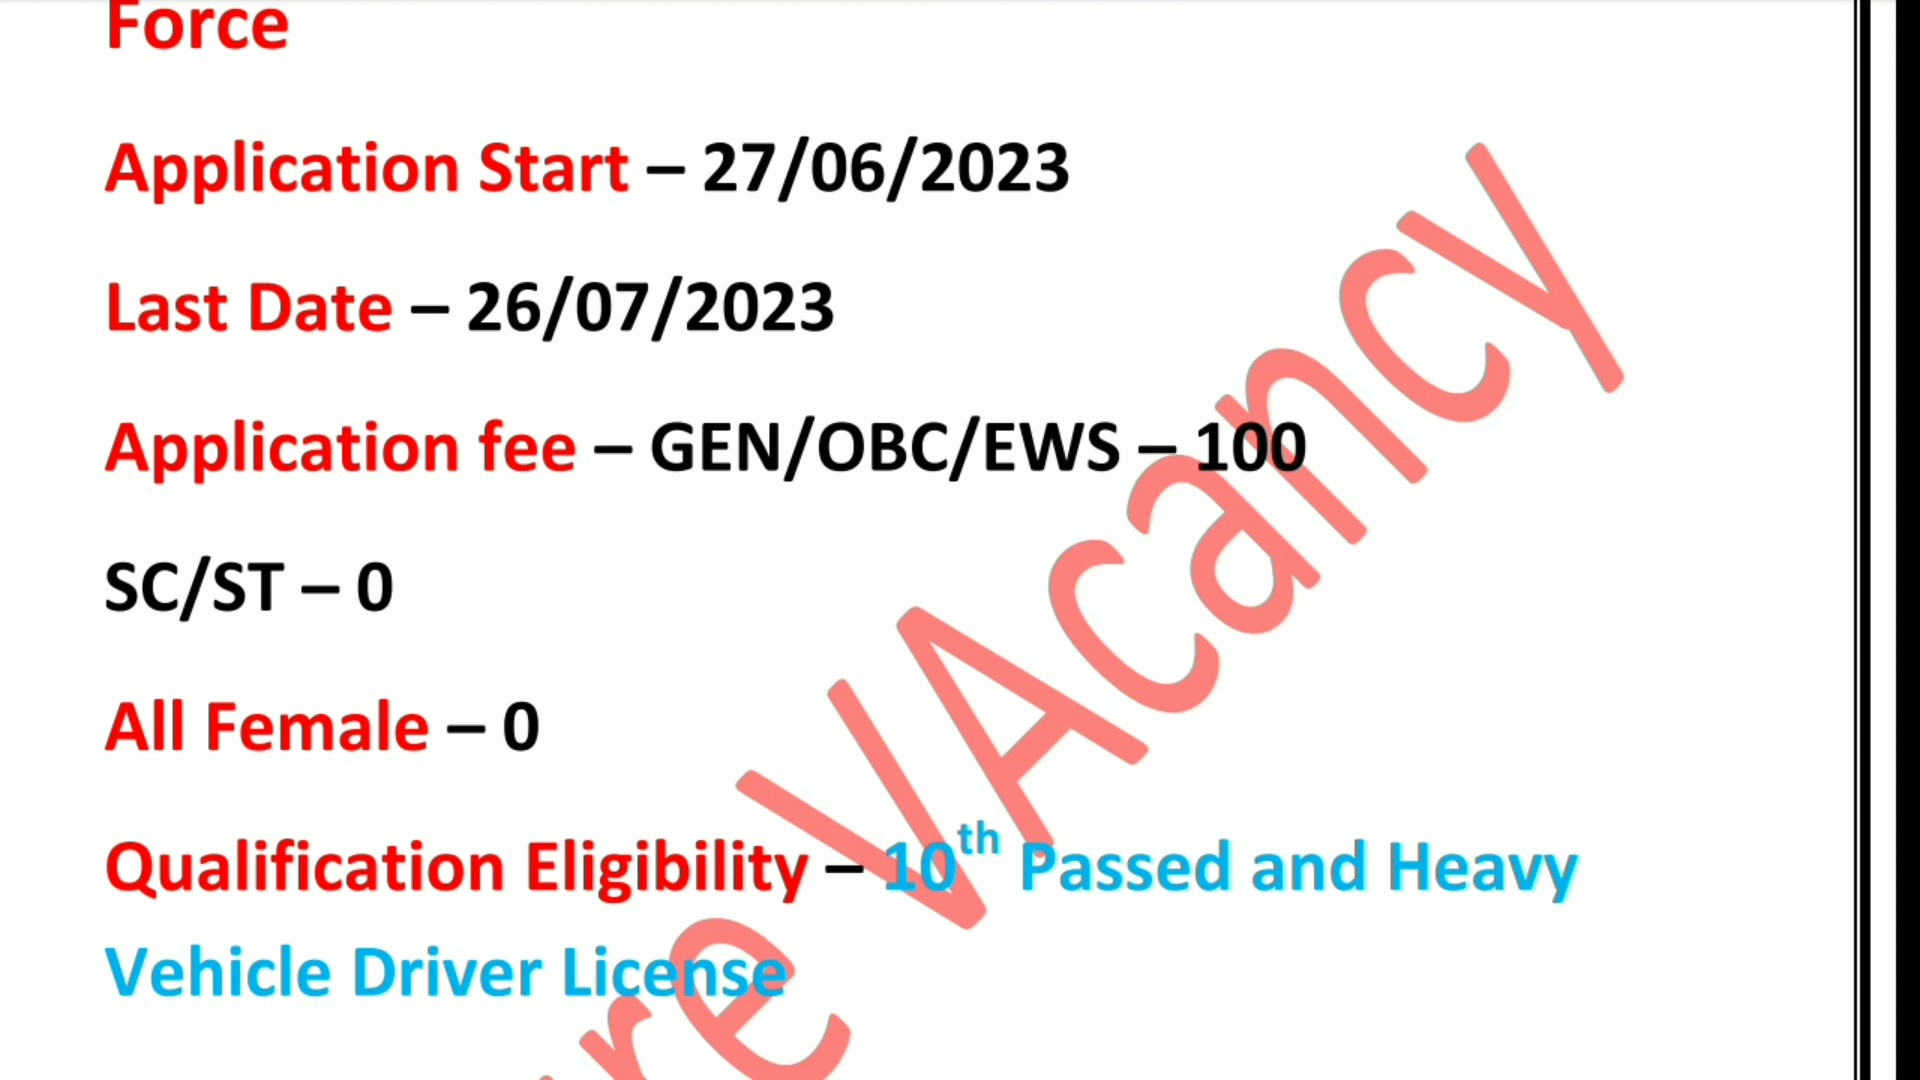 Force
Application Start – 27/06/2023
Last Date – 26/07/2023
Application fee – GEN/OBC/EWS – 100
SC/ST – 0
All Female – 0
Qualification Eligibility – 10th Passed and Heavy
Vehicle Driver License
VAcancy